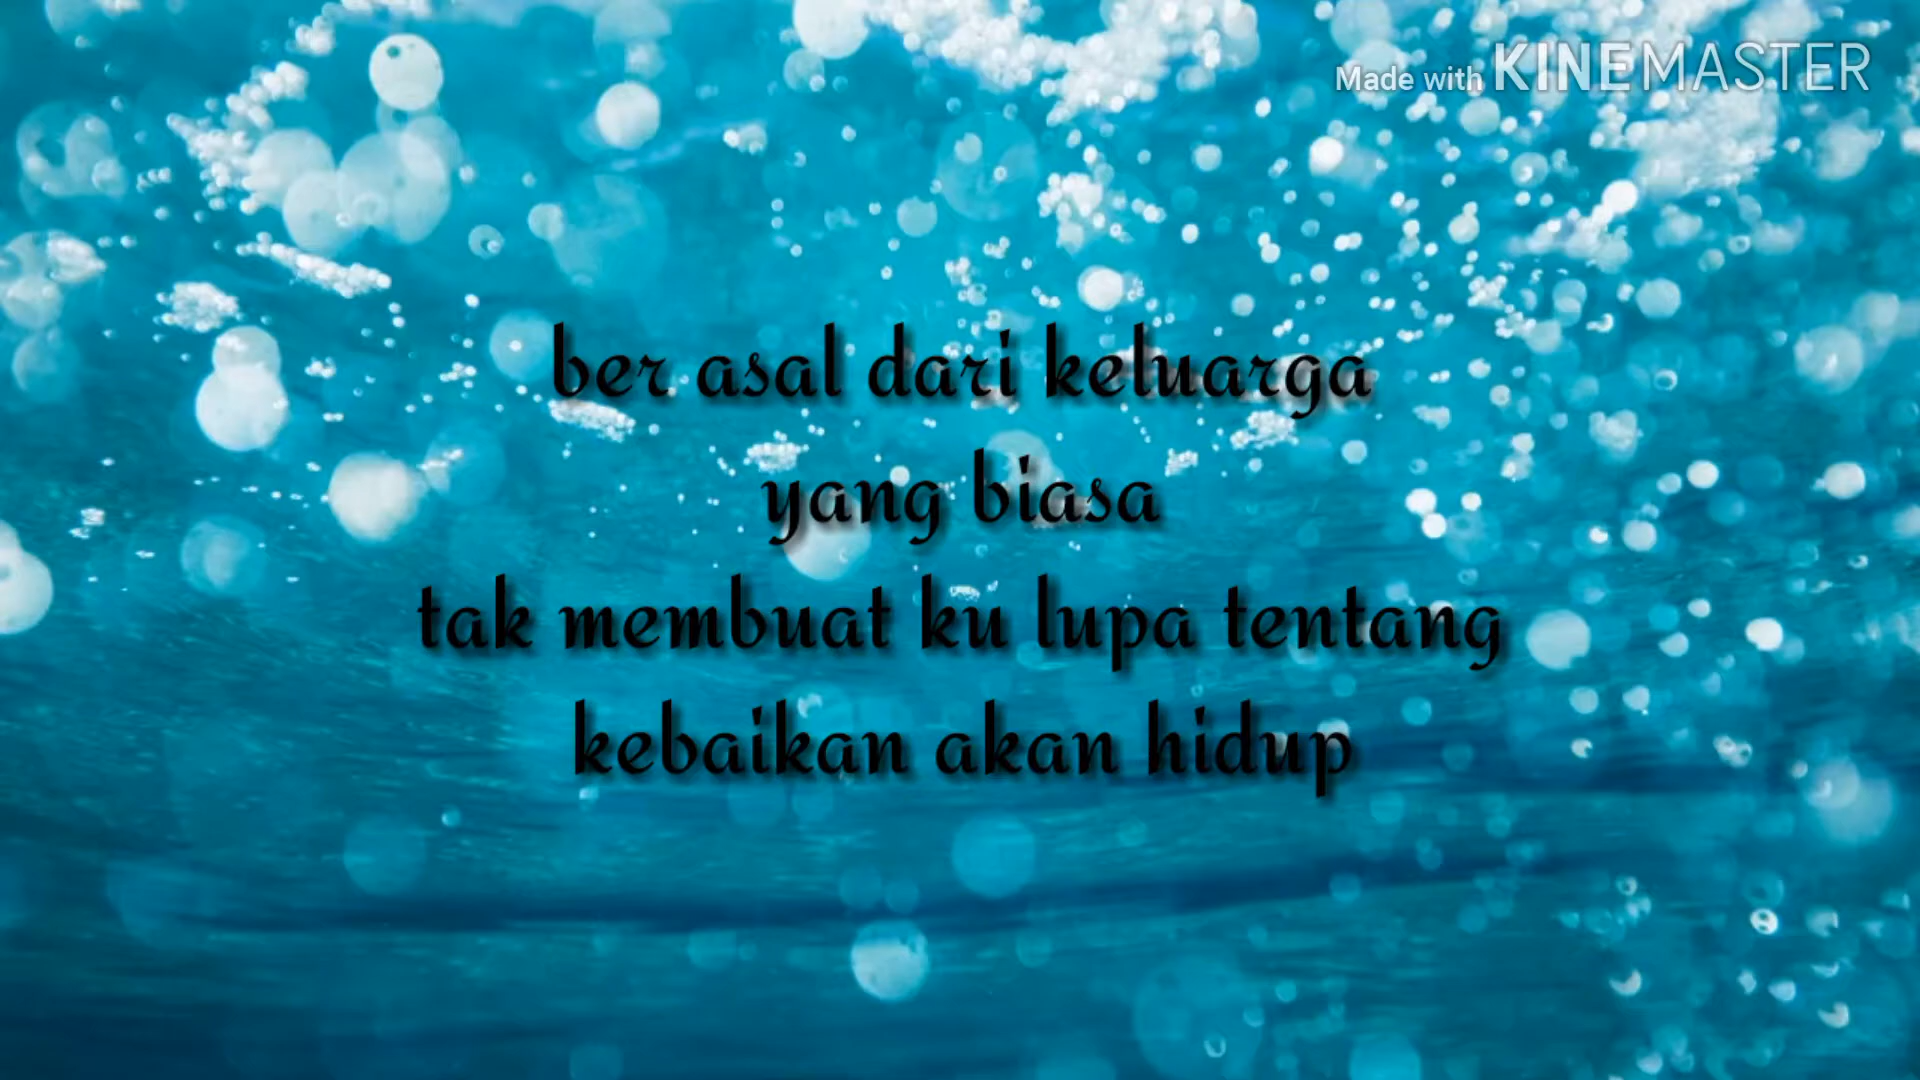 Made with KINEMASTER
ber asal dari keluarga
yang biasa
tak membuat ku lupa tentang
kebaikan akan hidup